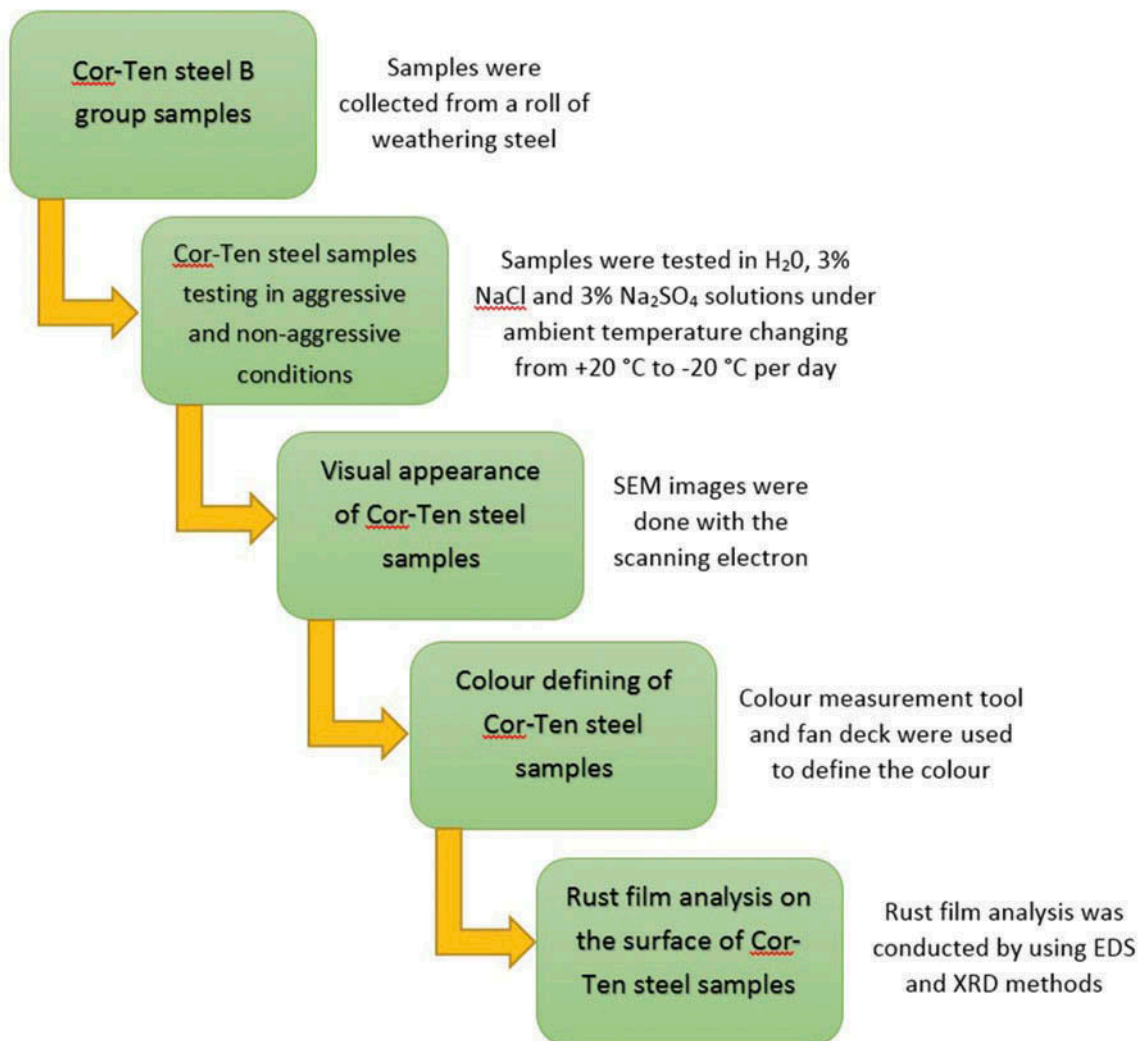 Cor-Ten steel B
group samples
Samples were
collected from a roll of
weathering steel
Cor-Ten steel samples
testing in aggressive
and non-aggressive
conditions
Samples were tested in H₂0, 3%
NaCl and 3% Na₂SO₄ solutions under
ambient temperature changing
from +20 °C to -20 °C per day
Visual appearance
of Cor-Ten steel
samples
SEM images were
done with the
scanning electron
Colour defining of
Cor-Ten steel
samples
Colour measurement tool
and fan deck were used
to define the colour
Rust film analysis on
the surface of Cor-
Ten steel samples
Rust film analysis was
conducted by using EDS
and XRD methods